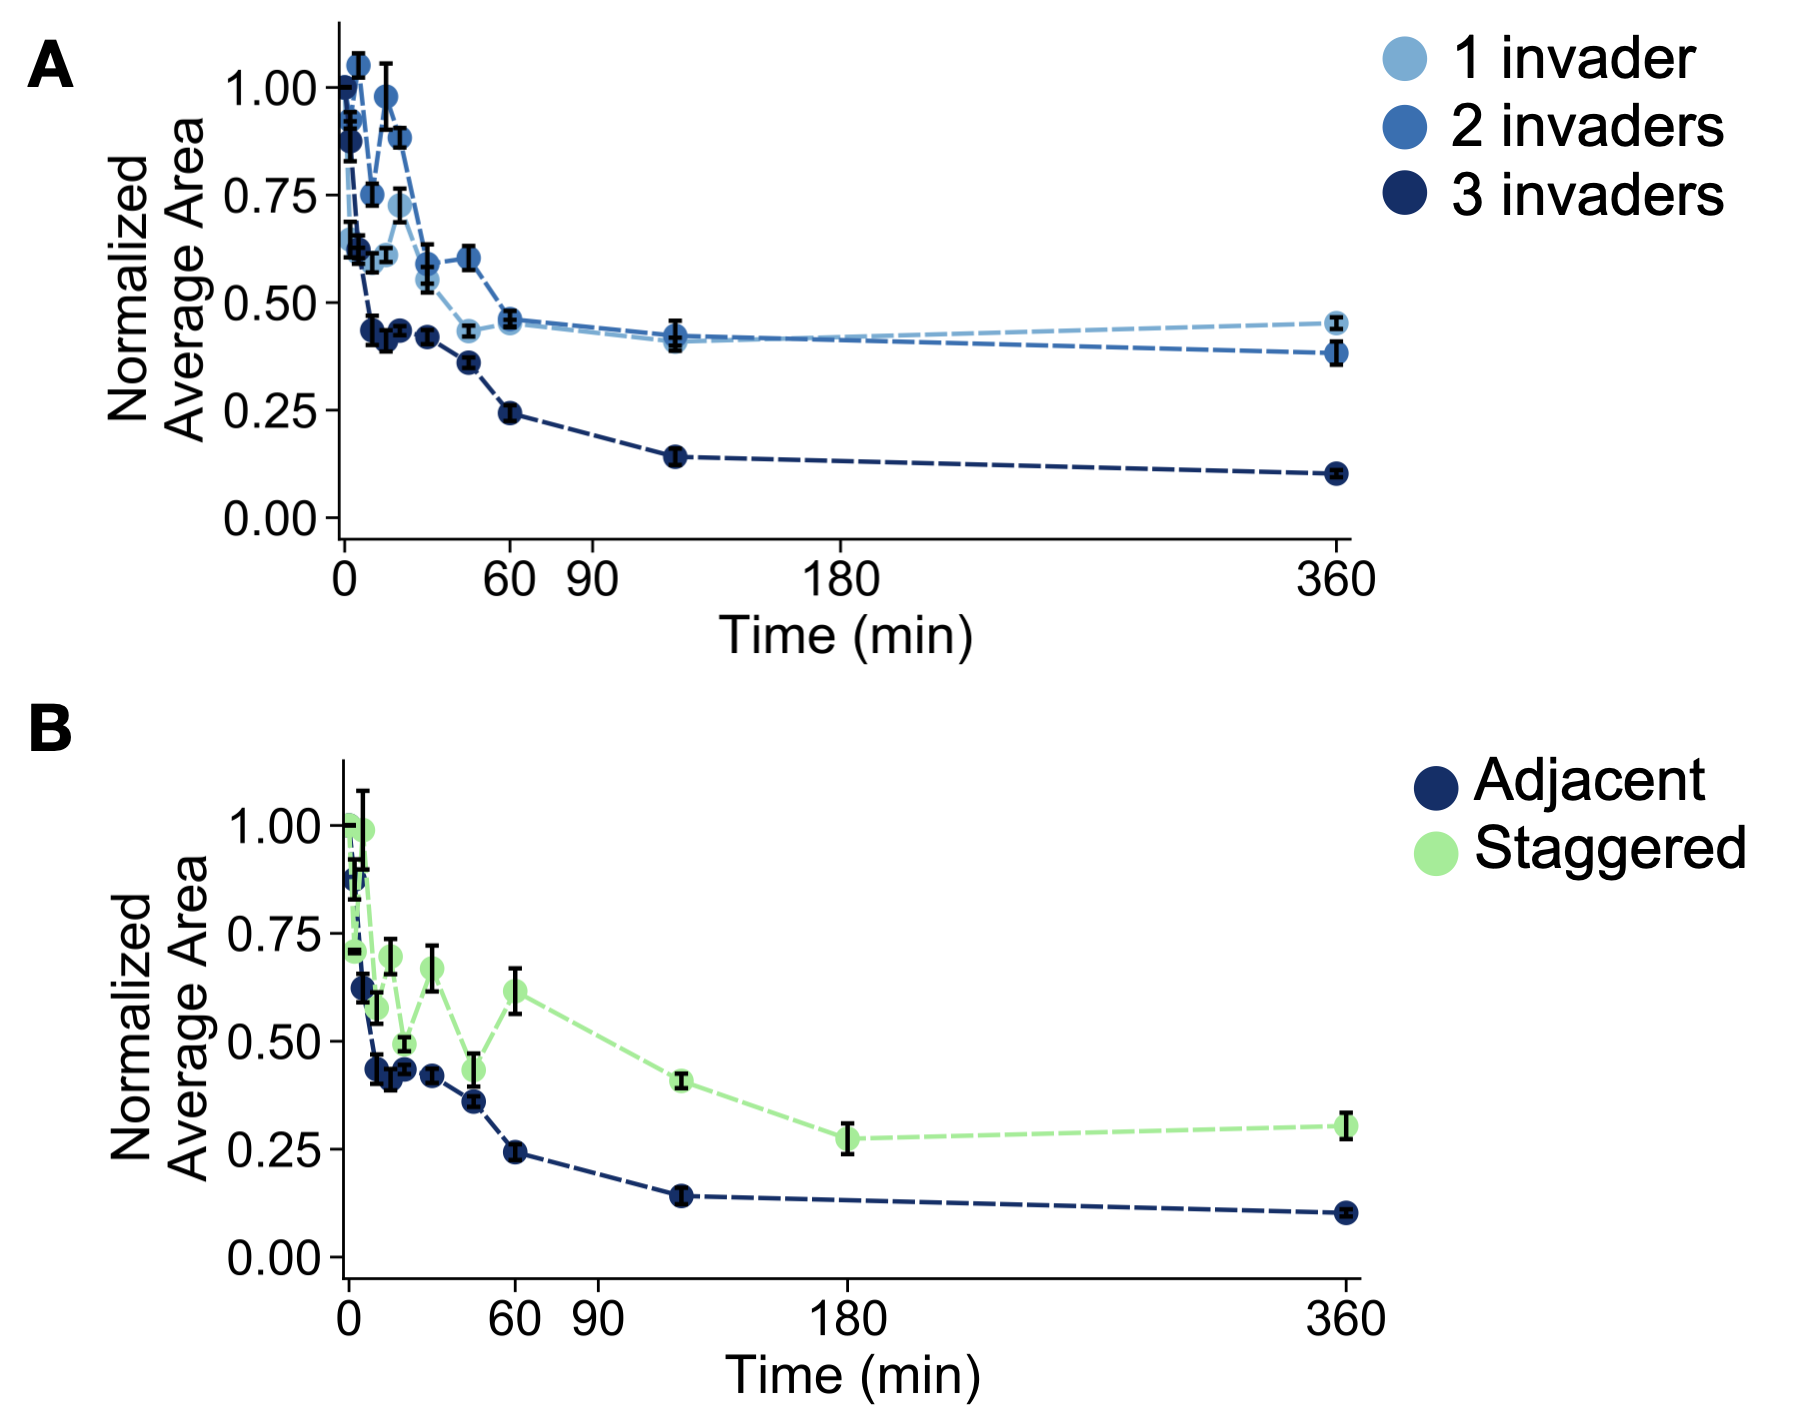 A
1 invader
2 invaders
3 invaders
Normalized
Average Area
1.00
0.75
0.50
0.25
0.00
0 60 90 180 360
Time (min)
B
Adjacent
Staggered
Normalized
Average Area
1.00
0.75
0.50
0.25
0.00
0 60 90 180 360
Time (min)